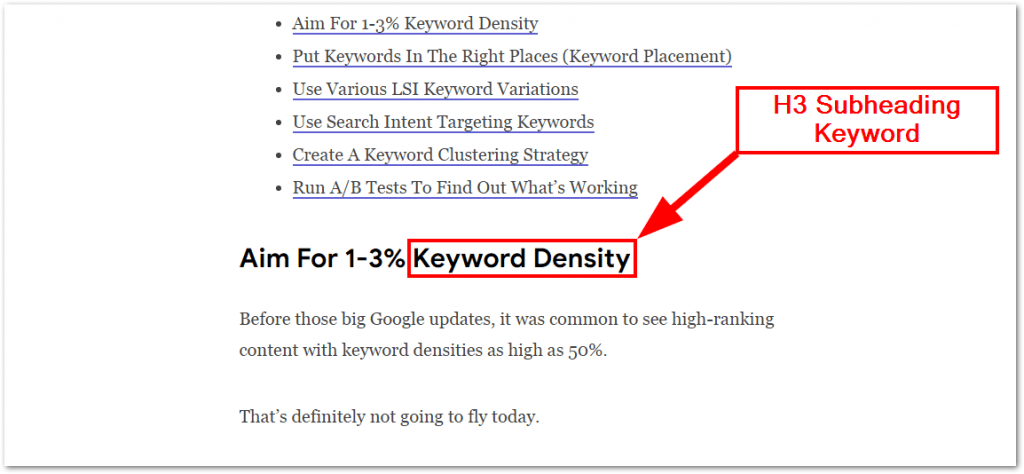 Aim For 1-3% Keyword Density
Put Keywords In The Right Places (Keyword Placement)
Use Various LSI Keyword Variations
Use Search Intent Targeting Keywords
Create A Keyword Clustering Strategy
Run A/B Tests To Find Out What’s Working
H3 Subheading
Keyword
Aim For 1-3% Keyword Density
Before those big Google updates, it was common to see high-ranking
content with keyword densities as high as 50%.
That’s definitely not going to fly today.